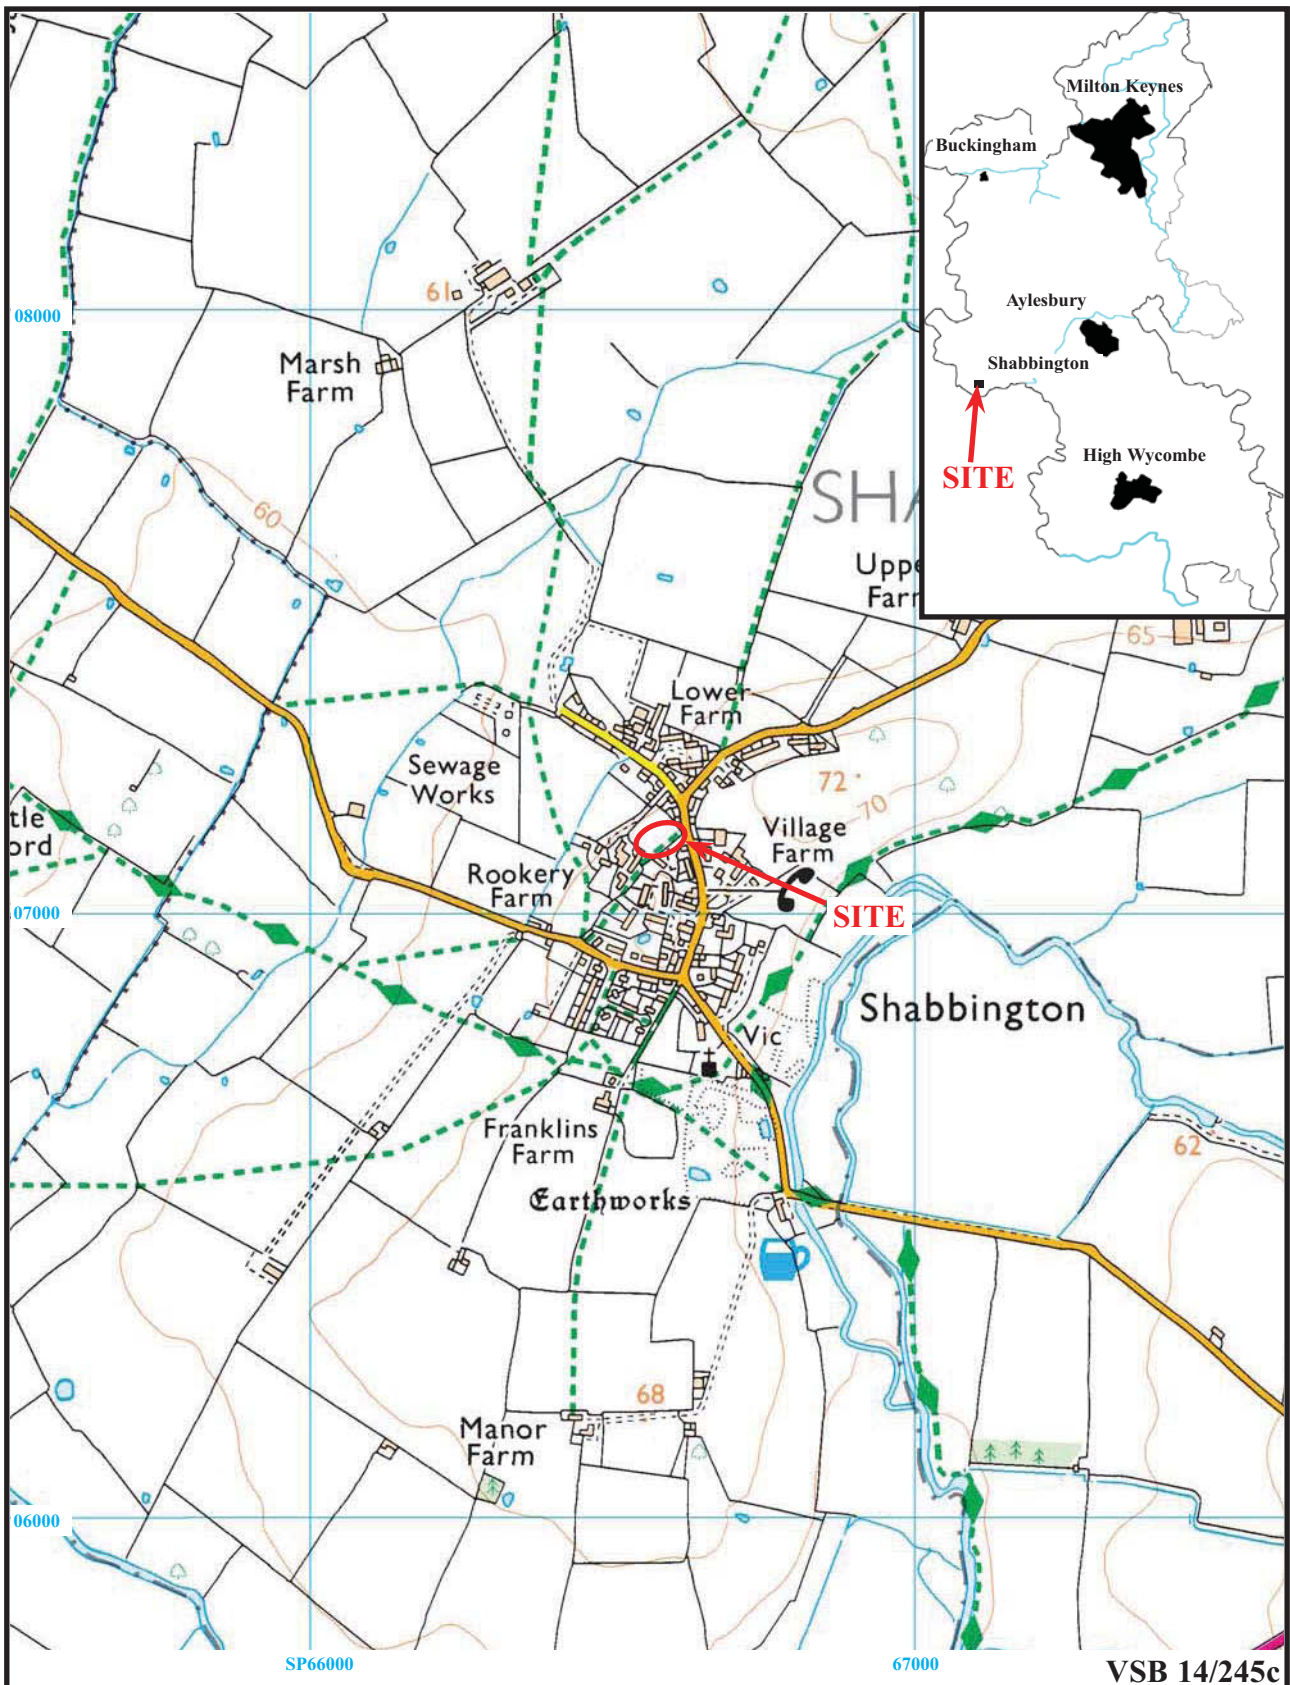 Milton Keynes
Buckingham
Aylesbury
Shabbington
High Wycombe
SITE
61
08000
Marsh
Farm
60
SHA
Uppe
Farm
65
Lower
Farm
Sewage
Works
72
70
Village
Farm
tle
ord
Rookery
Farm
07000
SITE
Shabbington
Vic
Franklins
Farm
62
Earthworks
68
Manor
Farm
06000
SP66000
67000
VSB 14/245c